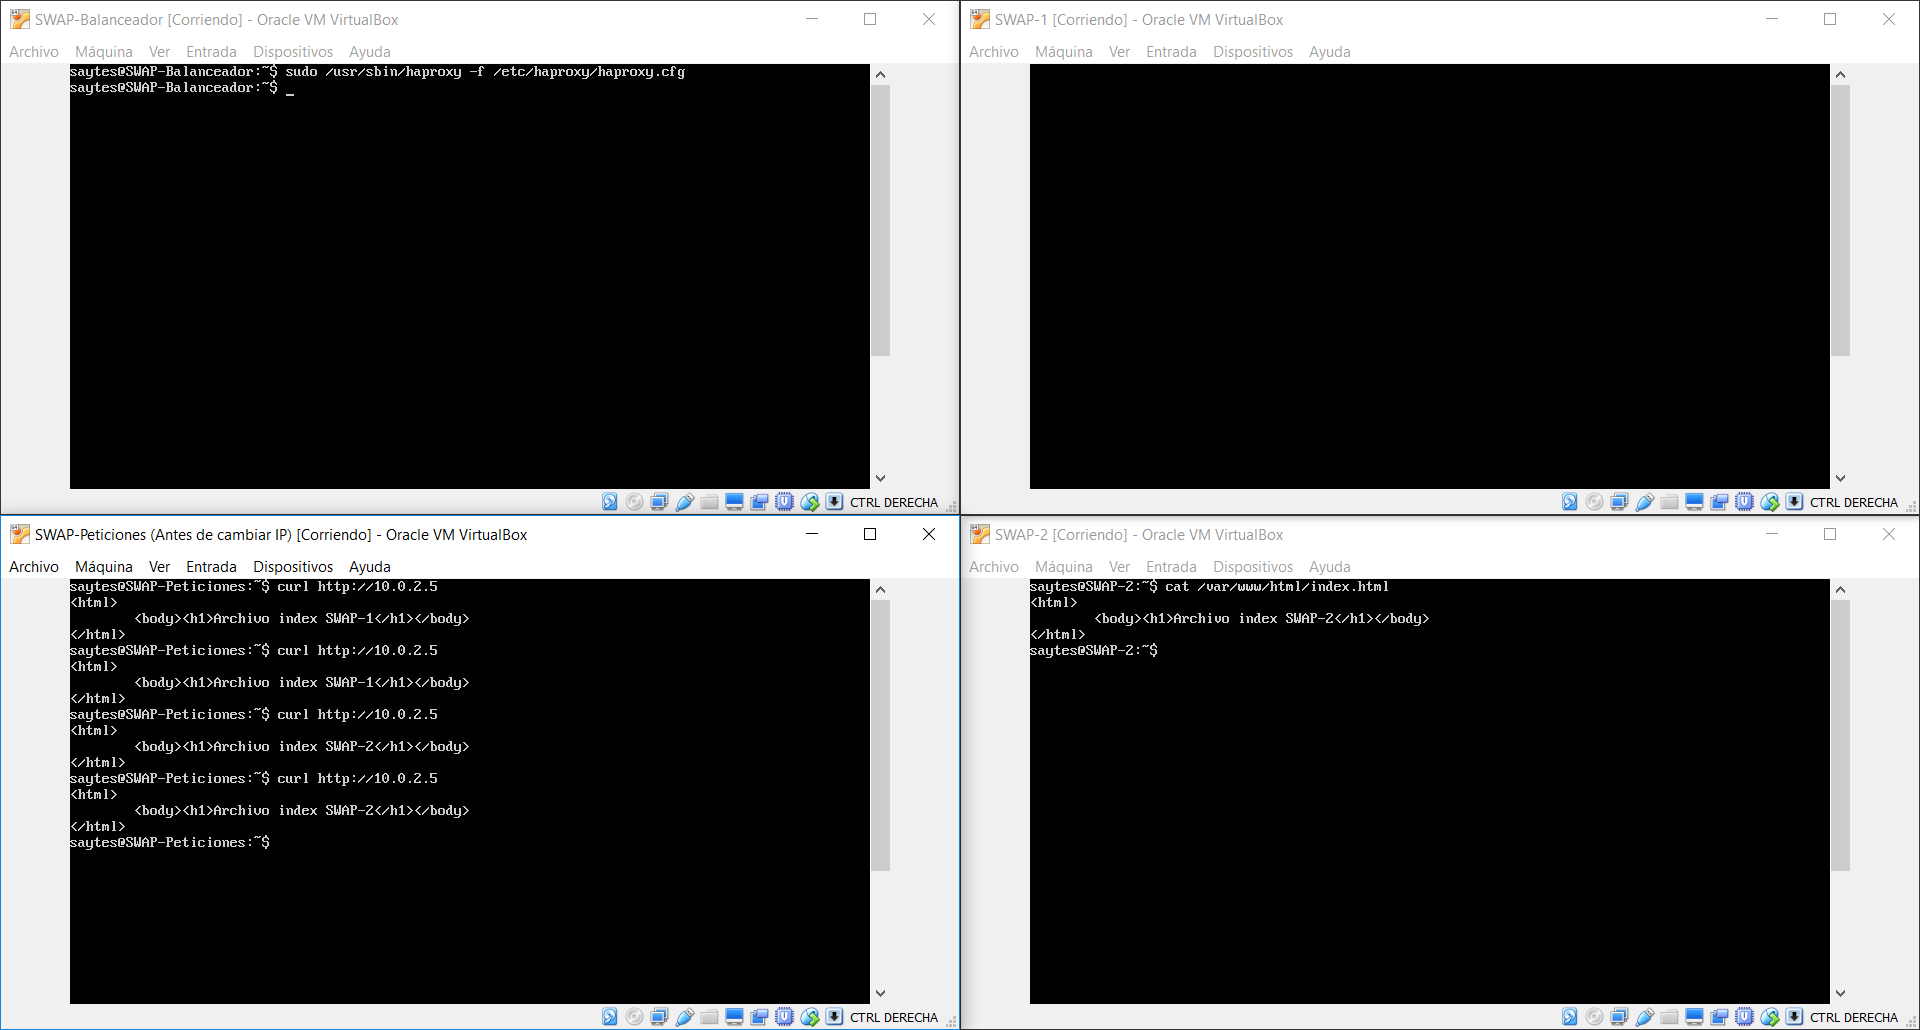 SWAP-Balanceador [Corriendo] - Oracle VM VirtualBox
Archivo Máquina Ver Entrada Dispositivos Ayuda
saytes@SWAP-Balanceador:~$ sudo /usr/sbin/haproxy -f /etc/haproxy/haproxy.cfg
saytes@SWAP-Balanceador:~$ _
CTRL DERECHA
SWAP-1 [Corriendo] - Oracle VM VirtualBox
Archivo Máquina Ver Entrada Dispositivos Ayuda
CTRL DERECHA
SWAP-Peticiones (Antes de cambiar IP) [Corriendo] - Oracle VM VirtualBox
Archivo Máquina Ver Entrada Dispositivos Ayuda
saytes@SWAP-Peticiones:~$ curl http://10.0.2.5
<html>
        <body><h1>Archivo index SWAP-1</h1></body>
</html>
saytes@SWAP-Peticiones:~$ curl http://10.0.2.5
<html>
        <body><h1>Archivo index SWAP-1</h1></body>
</html>
saytes@SWAP-Peticiones:~$ curl http://10.0.2.5
<html>
        <body><h1>Archivo index SWAP-2</h1></body>
</html>
saytes@SWAP-Peticiones:~$ curl http://10.0.2.5
<html>
        <body><h1>Archivo index SWAP-2</h1></body>
</html>
saytes@SWAP-Peticiones:~$
CTRL DERECHA
SWAP-2 [Corriendo] - Oracle VM VirtualBox
Archivo Máquina Ver Entrada Dispositivos Ayuda
saytes@SWAP-2:~$ cat /var/www/html/index.html
<html>
        <body><h1>Archivo index SWAP-2</h1></body>
</html>
saytes@SWAP-2:~$
CTRL DERECHA